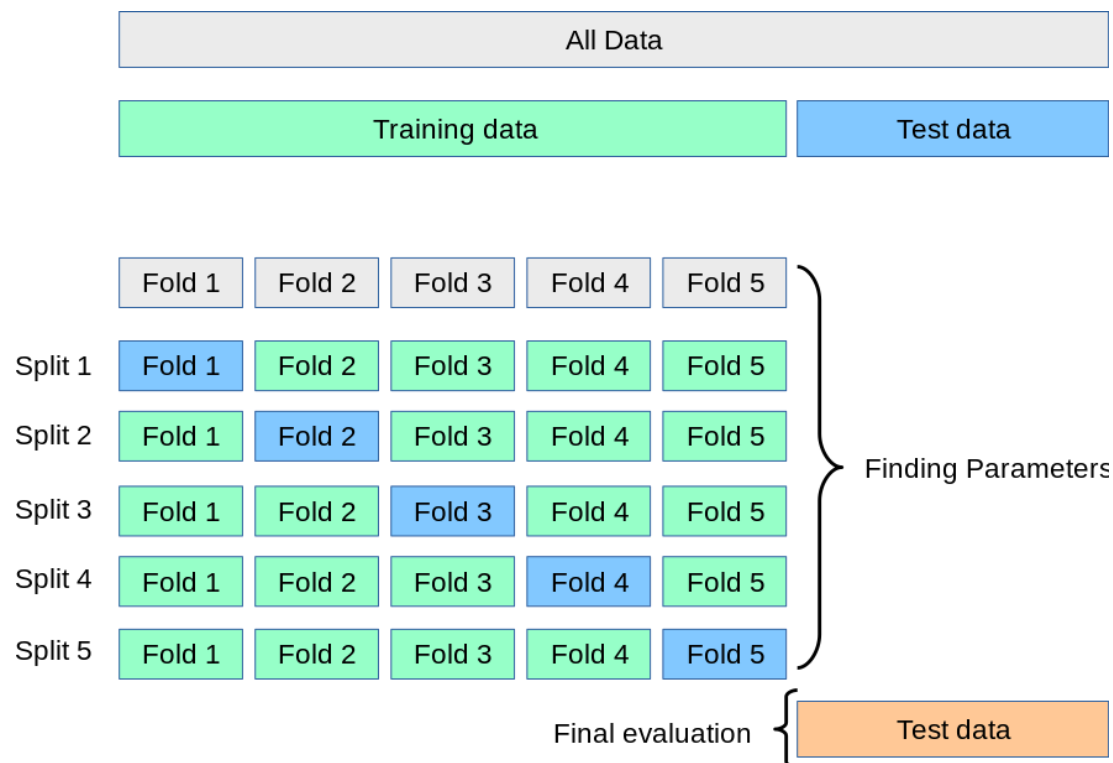 All Data
Training data Test data
Fold 1 Fold 2 Fold 3 Fold 4 Fold 5
Split 1 Fold 1 Fold 2 Fold 3 Fold 4 Fold 5
Split 2 Fold 1 Fold 2 Fold 3 Fold 4 Fold 5
Finding Parameters
Split 3 Fold 1 Fold 2 Fold 3 Fold 4 Fold 5
Split 4 Fold 1 Fold 2 Fold 3 Fold 4 Fold 5
Split 5 Fold 1 Fold 2 Fold 3 Fold 4 Fold 5
Final evaluation Test data